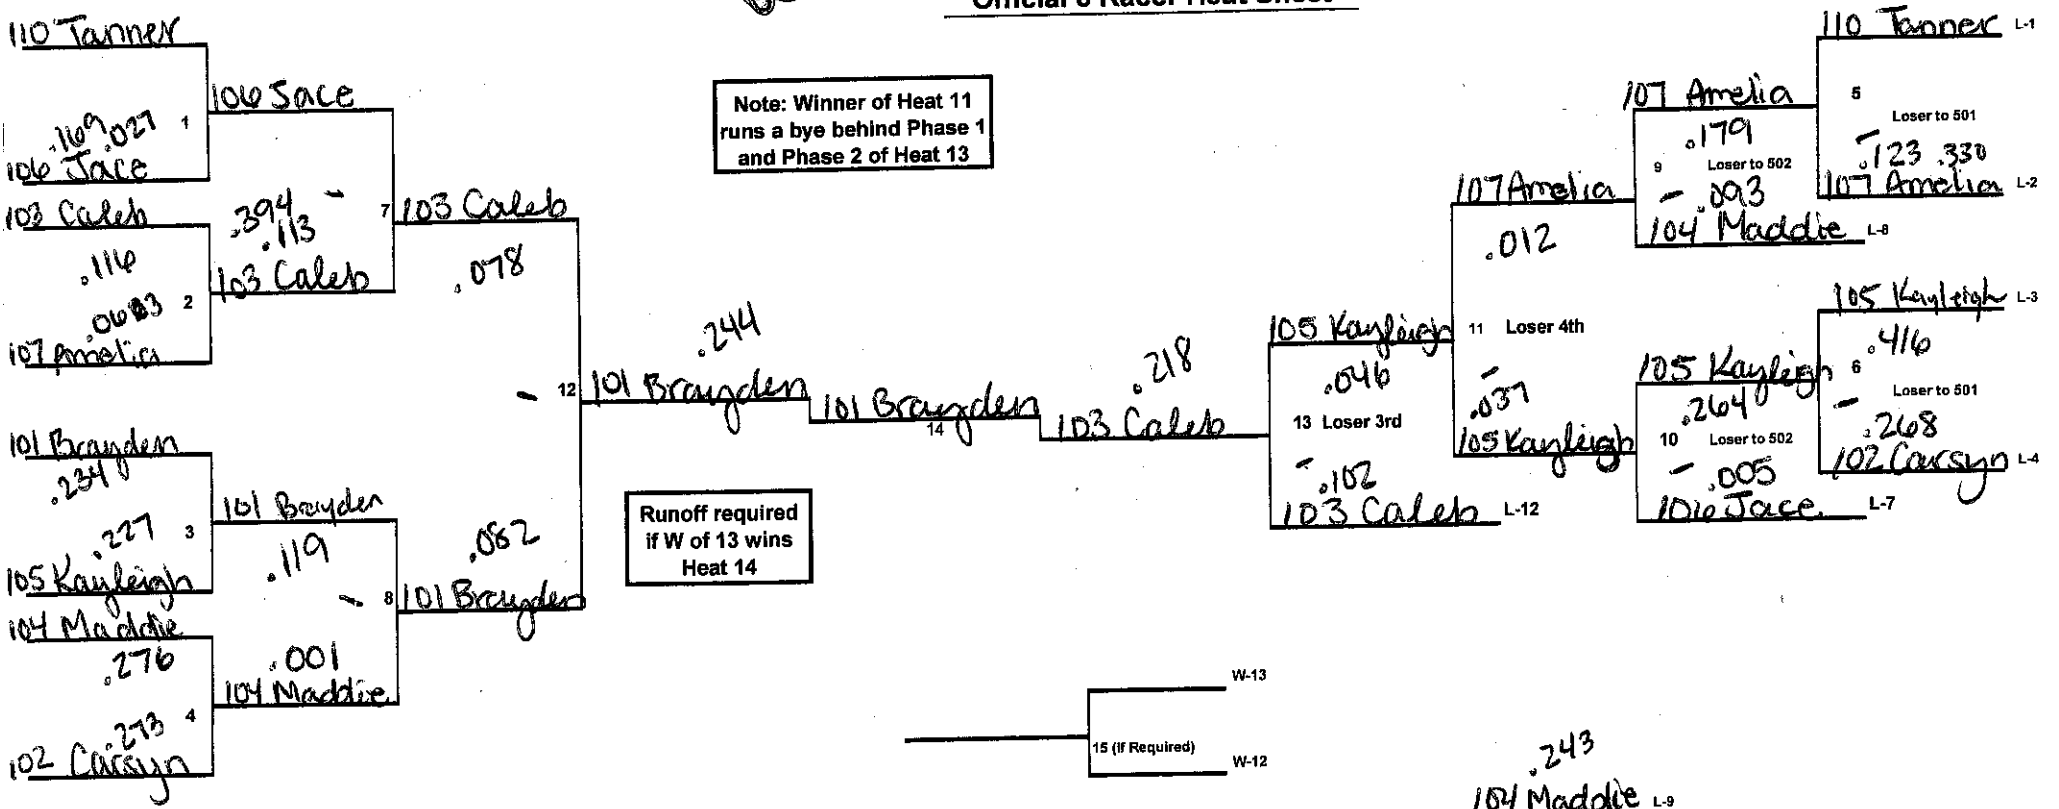 Official 8 Racer Heat Sheet
110 Tanner
.169 .027 1
106 Jace
106 Jace
103 Caleb
.116
.0603 2
107 Amelia
.394
.113
7
103 Caleb
103 Caleb
.078
101 Brayden
.234
.227 3
105 Kayleigh
101 Brayden
.119
8
104 Maddie
.276
.273 4
102 Carsyn
.001
104 Maddie
101 Brayden
.062
12
Note: Winner of Heat 11
runs a bye behind Phase 1
and Phase 2 of Heat 13
.244
101 Brayden
101 Brayden
14
.218
103 Caleb
Runoff required
if W of 13 wins
Heat 14
105 Kayleigh
.046
13 Loser 3rd
.102
103 Caleb L-12
107 Amelia
.012
11 Loser 4th
.037
105 Kayleigh
107 Amelia
.179
9 Loser to 502
.093
104 Maddie L-8
105 Kayleigh
.264
10 Loser to 502
.005
106 Jace L-7
110 Tanner L-1
5
Loser to 501
.123 .330
107 Amelia L-2
105 Kayleigh L-3
.416
6
Loser to 501
.268
102 Carsyn L-4
W-13
15 (If Required)
W-12
.243
104 Maddie L-9